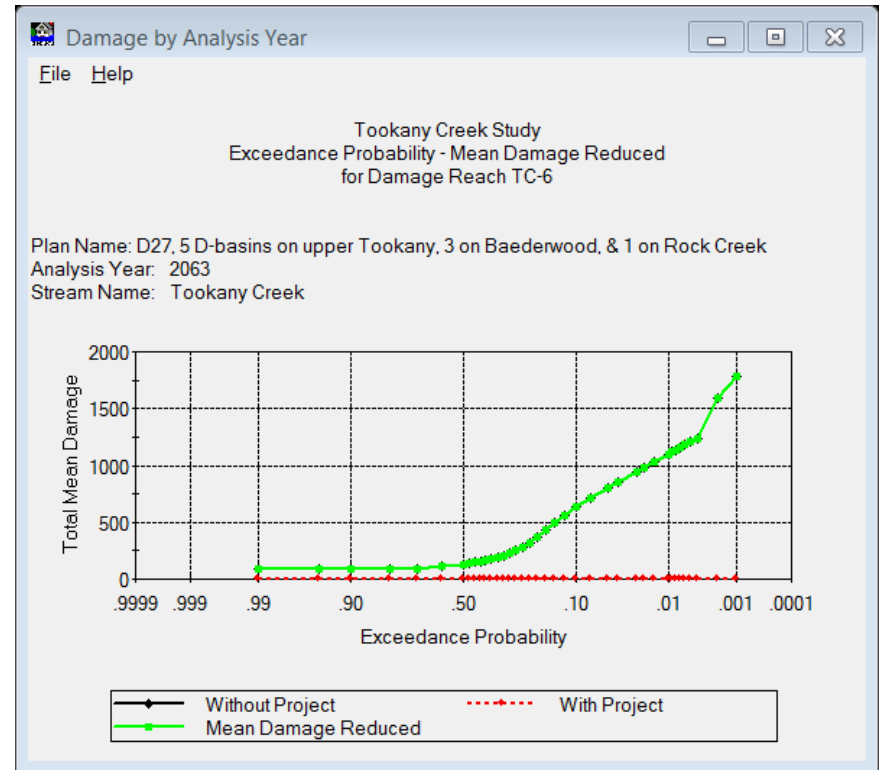 Damage by Analysis Year
File Help
Tookany Creek Study
Exceedance Probability - Mean Damage Reduced
for Damage Reach TC-6
Plan Name: D27, 5 D-basins on upper Tookany, 3 on Baederwood, & 1 on Rock Creek
Analysis Year: 2063
Stream Name: Tookany Creek
Total Mean Damage
2000
1500
1000
500
0
.9999 .999 .99 .90 .50 .10 .01 .001 .0001
Exceedance Probability
Without Project With Project
Mean Damage Reduced